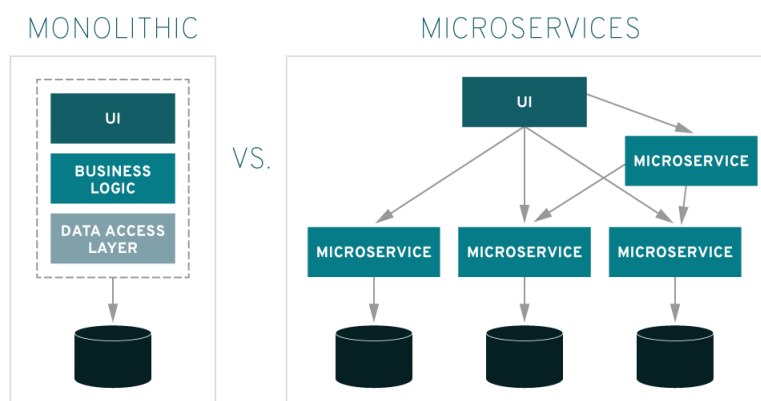 MONOLITHIC
UI
BUSINESS
LOGIC
DATA ACCESS
LAYER
VS.
MICROSERVICES
UI
MICROSERVICE
MICROSERVICE
MICROSERVICE
MICROSERVICE